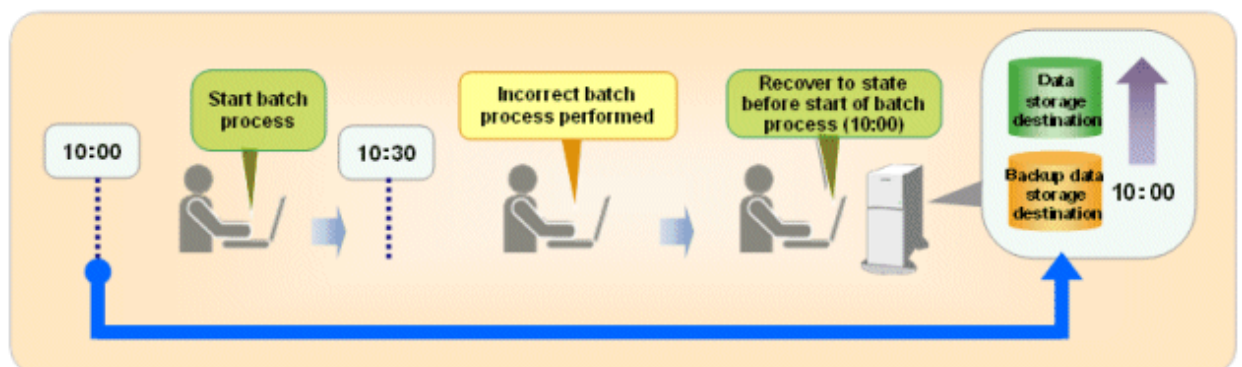 10:00
Start batch
process
10:30
Incorrect batch
process performed
Recover to state
before start of batch
process (10:00)
Data
storage
destination
Backup data
storage
destination
10:00